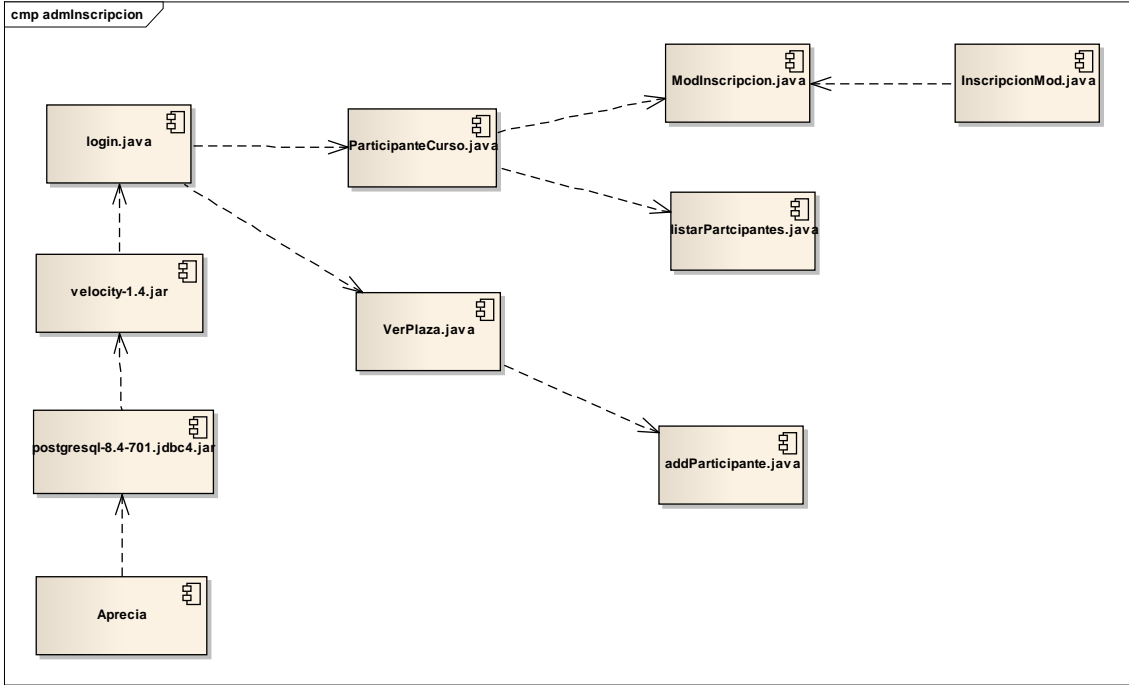 cmp admInscripcion
ModInscripcion.java
InscripcionMod.java
login.java
ParticipanteCurso.java
listarPartcipantes.java
velocity-1.4.jar
VerPlaza.java
postgresql-8.4-701.jdbc4.jar
addParticipante.java
Aprecia